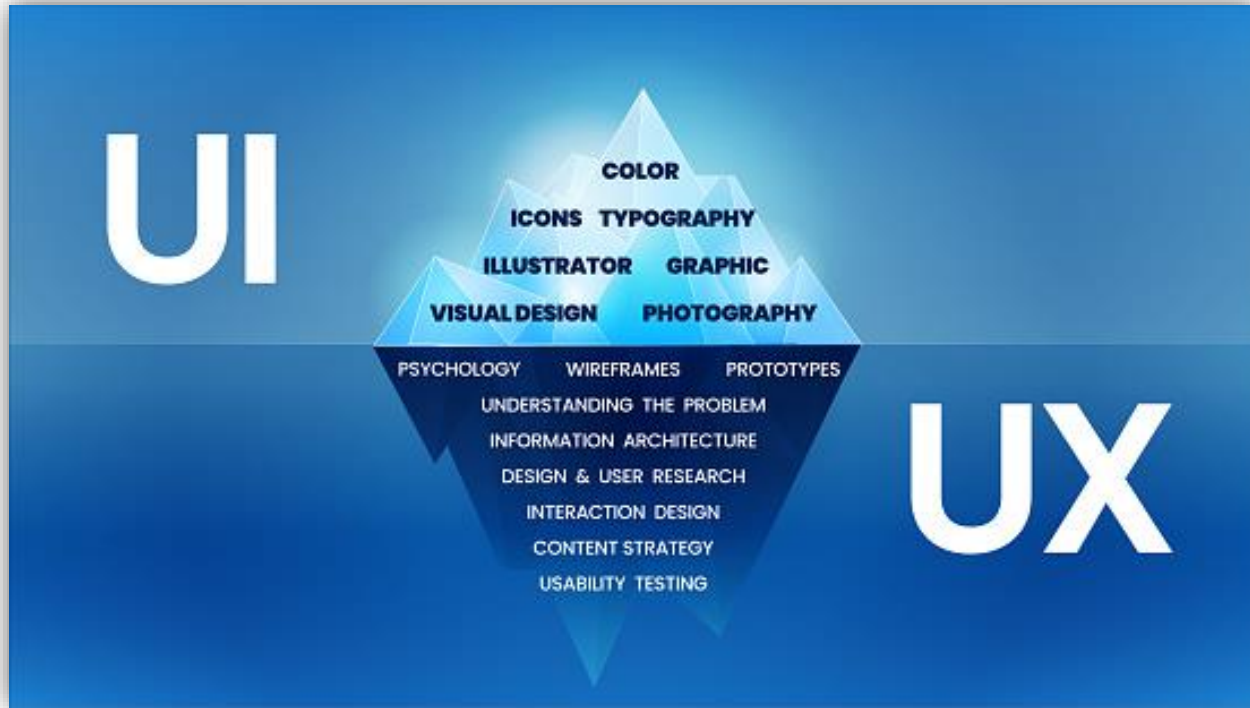 UI
COLOR
ICONS TYPOGRAPHY
ILLUSTRATOR GRAPHIC
VISUAL DESIGN PHOTOGRAPHY
PSYCHOLOGY WIREFRAMES PROTOTYPES
UNDERSTANDING THE PROBLEM
INFORMATION ARCHITECTURE
DESIGN & USER RESEARCH
INTERACTION DESIGN
CONTENT STRATEGY
USABILITY TESTING
UX